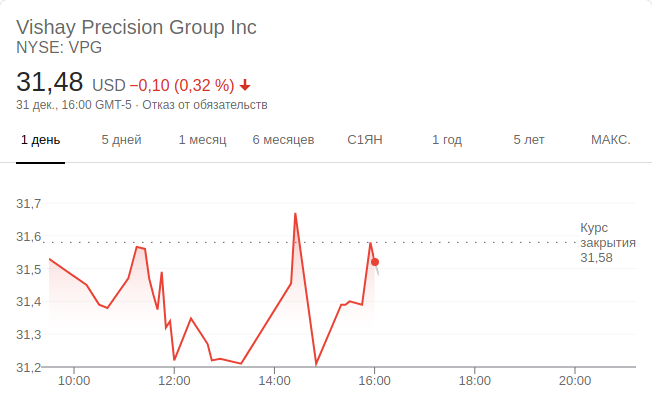 Vishay Precision Group Inc
NYSE: VPG
31,48 USD −0,10 (0,32 %)
31 дек., 16:00 GMT-5 · Отказ от обязательств
1 день 5 дней 1 месяц 6 месяцев С1ЯН 1 год 5 лет МАКС.
31,7
31,6
31,5
31,4
31,3
31,2
Курс
закрытия
31,58
10:00 12:00 14:00 16:00 18:00 20:00